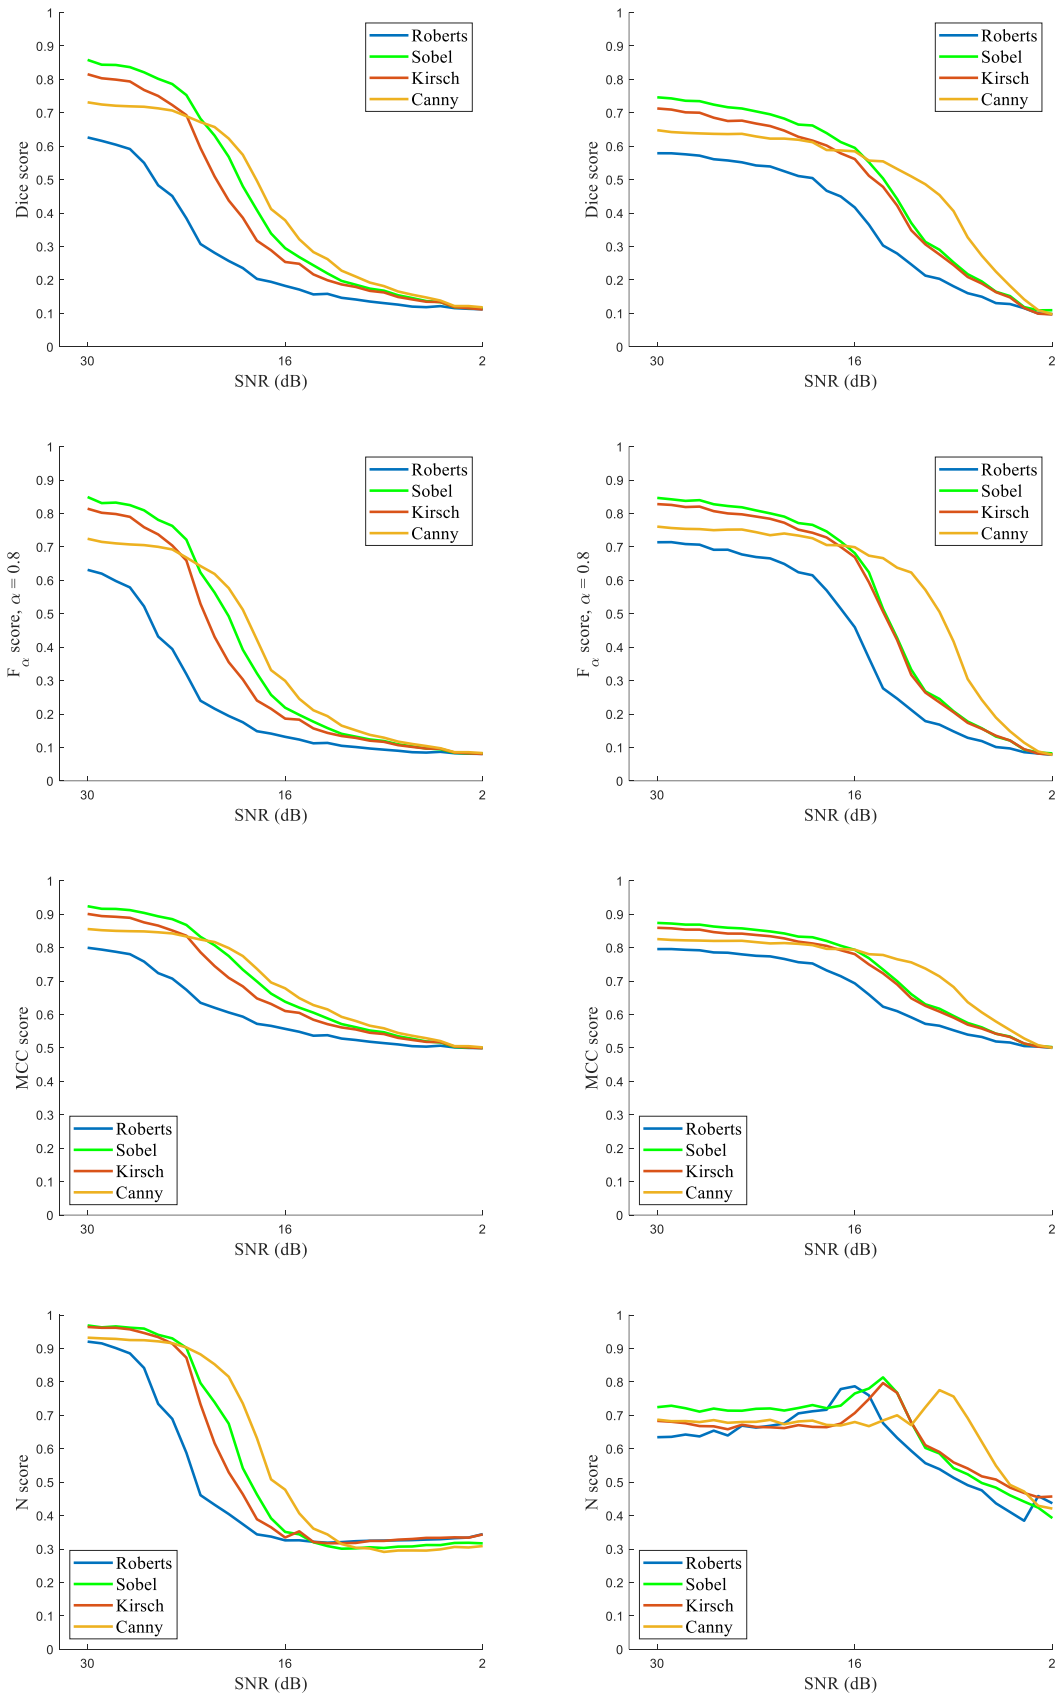 1
0.9
0.8
0.7
0.6
0.5
0.4
0.3
0.2
0.1
0
Dice score
30
16
2
SNR (dB)
Roberts
Sobel
Kirsch
Canny
1
0.9
0.8
0.7
0.6
0.5
0.4
0.3
0.2
0.1
0
Dice score
30
16
2
SNR (dB)
Roberts
Sobel
Kirsch
Canny
1
0.9
0.8
0.7
0.6
0.5
0.4
0.3
0.2
0.1
0
F_α score, α = 0.8
30
16
2
SNR (dB)
Roberts
Sobel
Kirsch
Canny
1
0.9
0.8
0.7
0.6
0.5
0.4
0.3
0.2
0.1
0
F_α score, α = 0.8
30
16
2
SNR (dB)
Roberts
Sobel
Kirsch
Canny
1
0.9
0.8
0.7
0.6
0.5
0.4
0.3
0.2
0.1
0
MCC score
30
16
2
SNR (dB)
Roberts
Sobel
Kirsch
Canny
1
0.9
0.8
0.7
0.6
0.5
0.4
0.3
0.2
0.1
0
MCC score
30
16
2
SNR (dB)
Roberts
Sobel
Kirsch
Canny
1
0.9
0.8
0.7
0.6
0.5
0.4
0.3
0.2
0.1
0
N score
30
16
2
SNR (dB)
Roberts
Sobel
Kirsch
Canny
1
0.9
0.8
0.7
0.6
0.5
0.4
0.3
0.2
0.1
0
N score
30
16
2
SNR (dB)
Roberts
Sobel
Kirsch
Canny